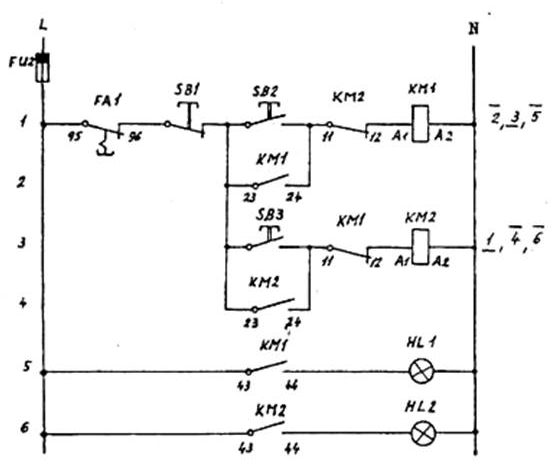 L N
FU2
FA1 SB1 SB2 KM2 KM1
1 95 96 11 12 A1 A2 2, 3, 5
KM1
2 23 24
SB3 KM1 KM2
3 11 12 A1 A2 1, 4, 6
KM2
4 23 24
KM1 HL1
5 43 44
KM2 HL2
6 43 44